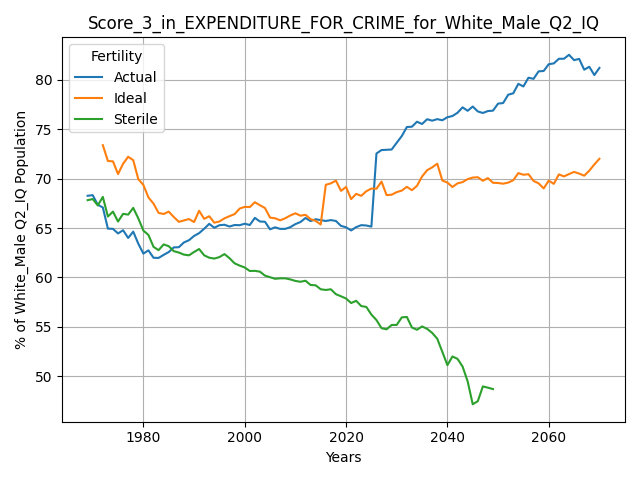 Score_3_in_EXPENDITURE_FOR_CRIME_for_White_Male_Q2_IQ
Fertility
Actual
Ideal
Sterile
% of White_Male Q2_IQ Population
80
75
70
65
60
55
50
1980
2000
2020
2040
2060
Years